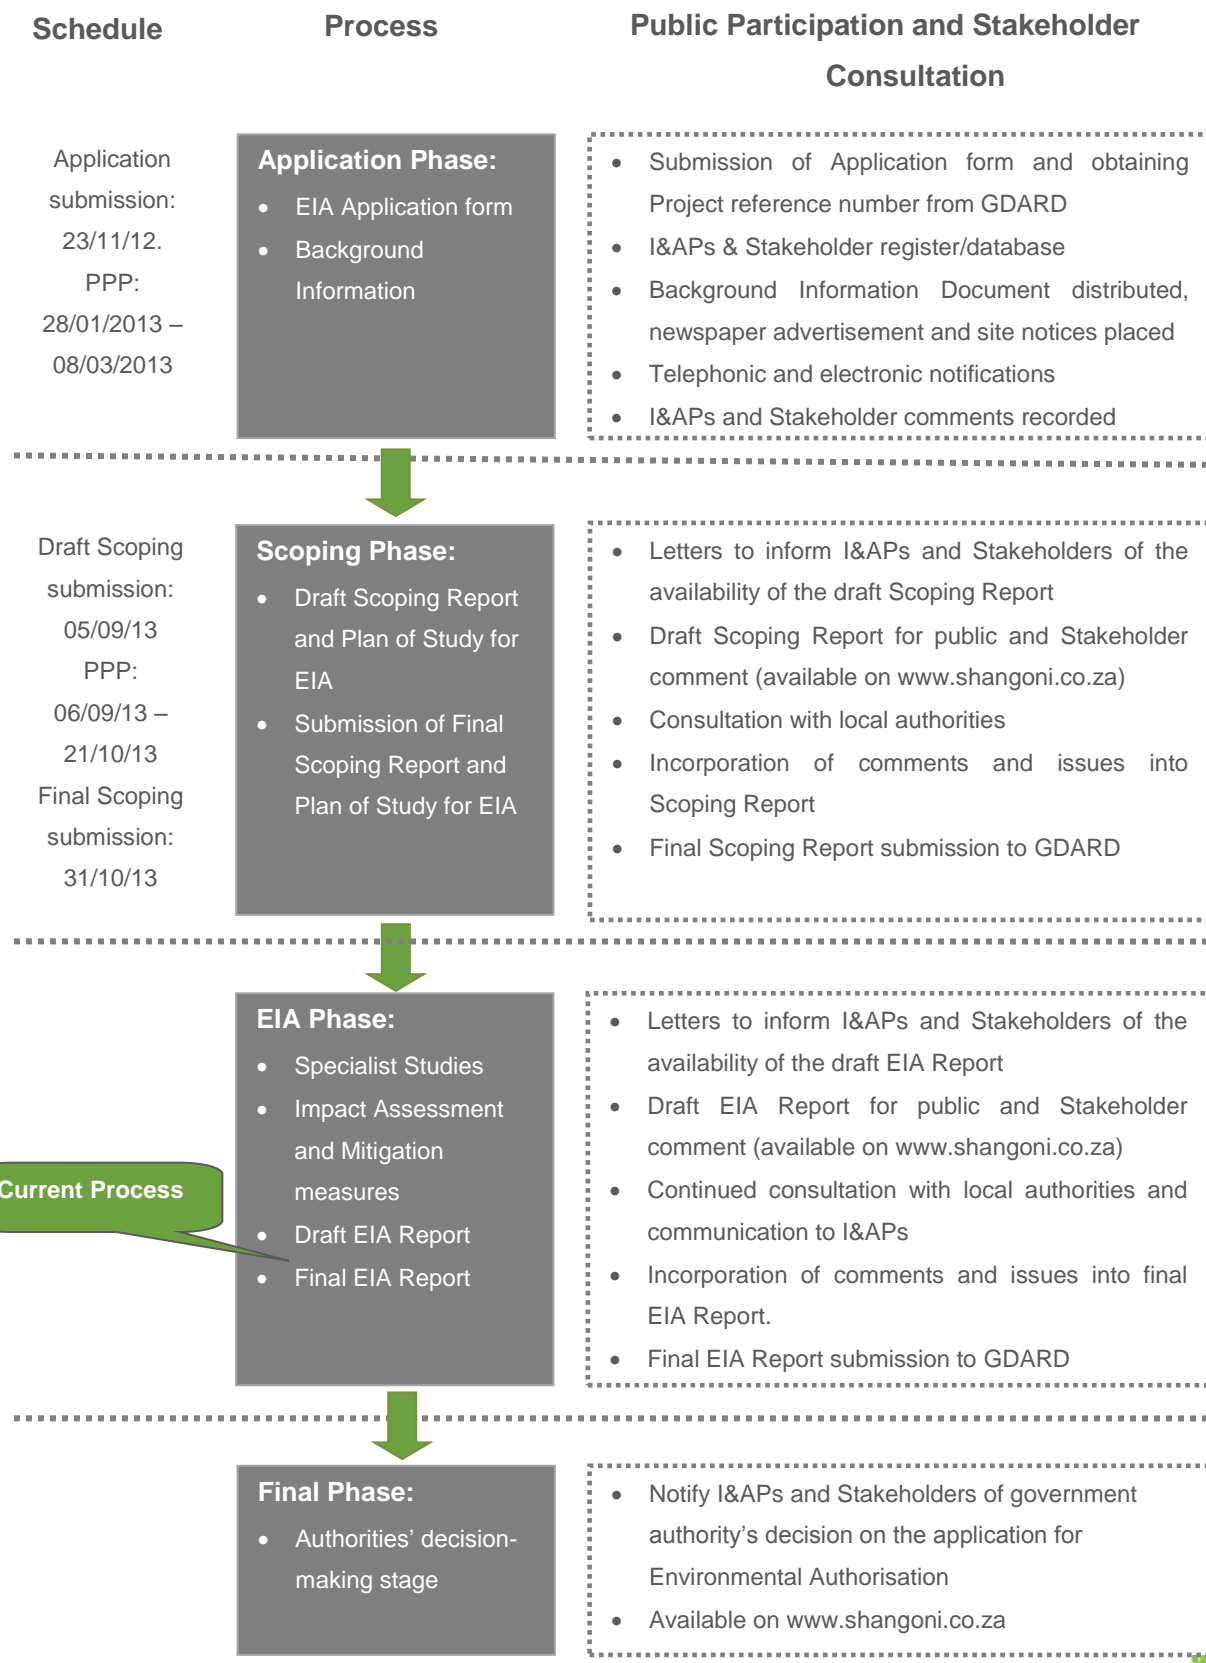 Schedule
Process
Public Participation and Stakeholder
Consultation
Application
submission:
23/11/12.
PPP:
28/01/2013 –
08/03/2013
Application Phase:
• EIA Application form
• Background
Information
• Submission of Application form and obtaining
Project reference number from GDARD
• I&APs & Stakeholder register/database
• Background Information Document distributed,
newspaper advertisement and site notices placed
• Telephonic and electronic notifications
• I&APs and Stakeholder comments recorded
Draft Scoping
submission:
05/09/13
PPP:
06/09/13 –
21/10/13
Final Scoping
submission:
31/10/13
Scoping Phase:
• Draft Scoping Report
and Plan of Study for
EIA
• Submission of Final
Scoping Report and
Plan of Study for EIA
• Letters to inform I&APs and Stakeholders of the
availability of the draft Scoping Report
• Draft Scoping Report for public and Stakeholder
comment (available on www.shangoni.co.za)
• Consultation with local authorities
• Incorporation of comments and issues into
Scoping Report
• Final Scoping Report submission to GDARD
Current Process
EIA Phase:
• Specialist Studies
• Impact Assessment
and Mitigation
measures
• Draft EIA Report
• Final EIA Report
• Letters to inform I&APs and Stakeholders of the
availability of the draft EIA Report
• Draft EIA Report for public and Stakeholder
comment (available on www.shangoni.co.za)
• Continued consultation with local authorities and
communication to I&APs
• Incorporation of comments and issues into final
EIA Report.
• Final EIA Report submission to GDARD
Final Phase:
• Authorities’ decision-
making stage
• Notify I&APs and Stakeholders of government
authority’s decision on the application for
Environmental Authorisation
• Available on www.shangoni.co.za